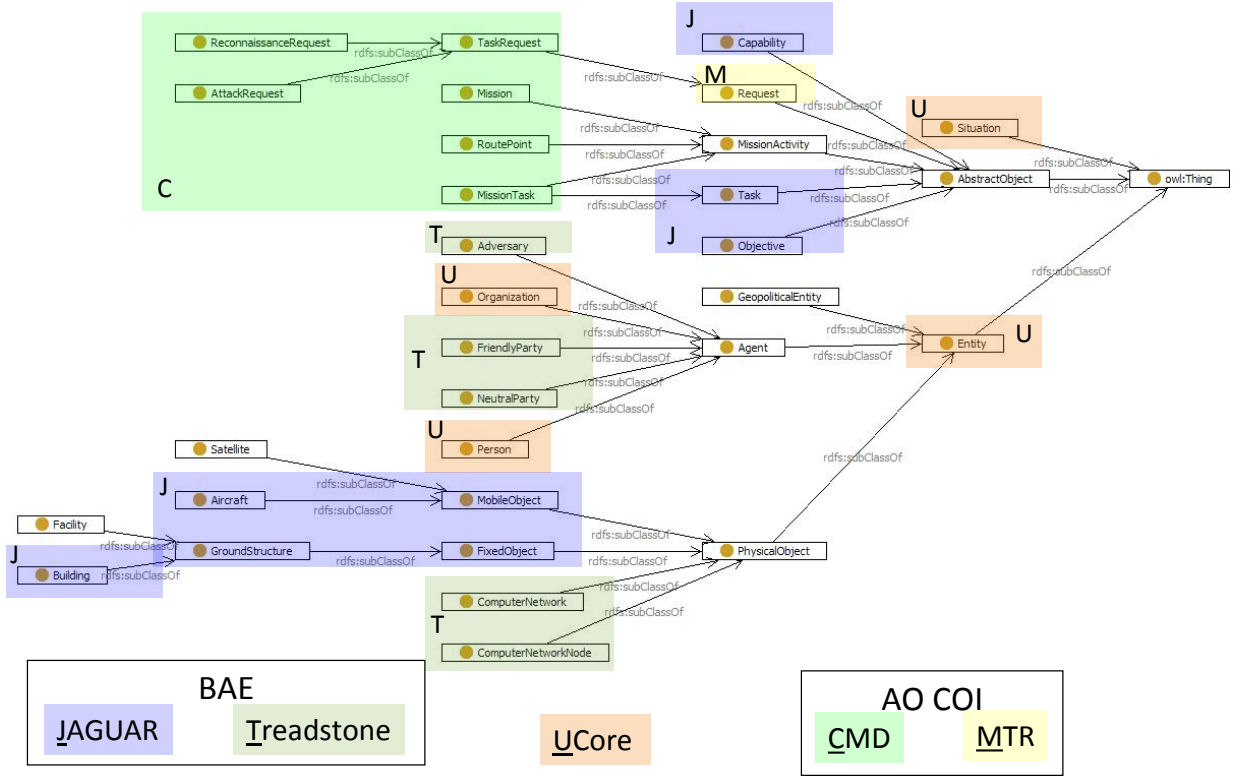 J
ReconnaissanceRequest
TaskRequest
Capability
rdfs:subClassOf
rdfs:subClassOf
rdfs:subClassOf
M
AttackRequest
Mission
Request
rdfs:subClassOf
U
Situation
rdfs:subClassOf
RoutePoint
MissionActivity
rdfs:subClassOf
rdfs:subClassOf
rdfs:subClassOf
rdfs:subClassOf
AbstractObject
owl:Thing
C
MissionTask
rdfs:subClassOf
Task
rdfs:subClassOf
rdfs:subClassOf
T
Adversary
J
Objective
rdfs:subClassOf
U
rdfs:subClassOf
rdfs:subClassOf
Organization
GeopoliticalEntity
rdfs:subClassOf
rdfs:subClassOf
T
FriendlyParty
Agent
Entity
U
rdfs:subClassOf
rdfs:subClassOf
rdfs:subClassOf
NeutralParty
rdfs:subClassOf
U
Satellite
Person
rdfs:subClassOf
J
rdfs:subClassOf
Aircraft
MobileObject
rdfs:subClassOf
Facility
rdfs:subClassOf
J
rdfs:subClassOf
GroundStructure
FixedObject
PhysicalObject
rdfs:subClassOf
rdfs:subClassOf
Building
rdfs:subClassOf
rdfs:subClassOf
ComputerNetwork
rdfs:subClassOf
T
ComputerNetworkNode
BAE
JAGUAR
Treadstone
UCore
AO COI
CMD
MTR